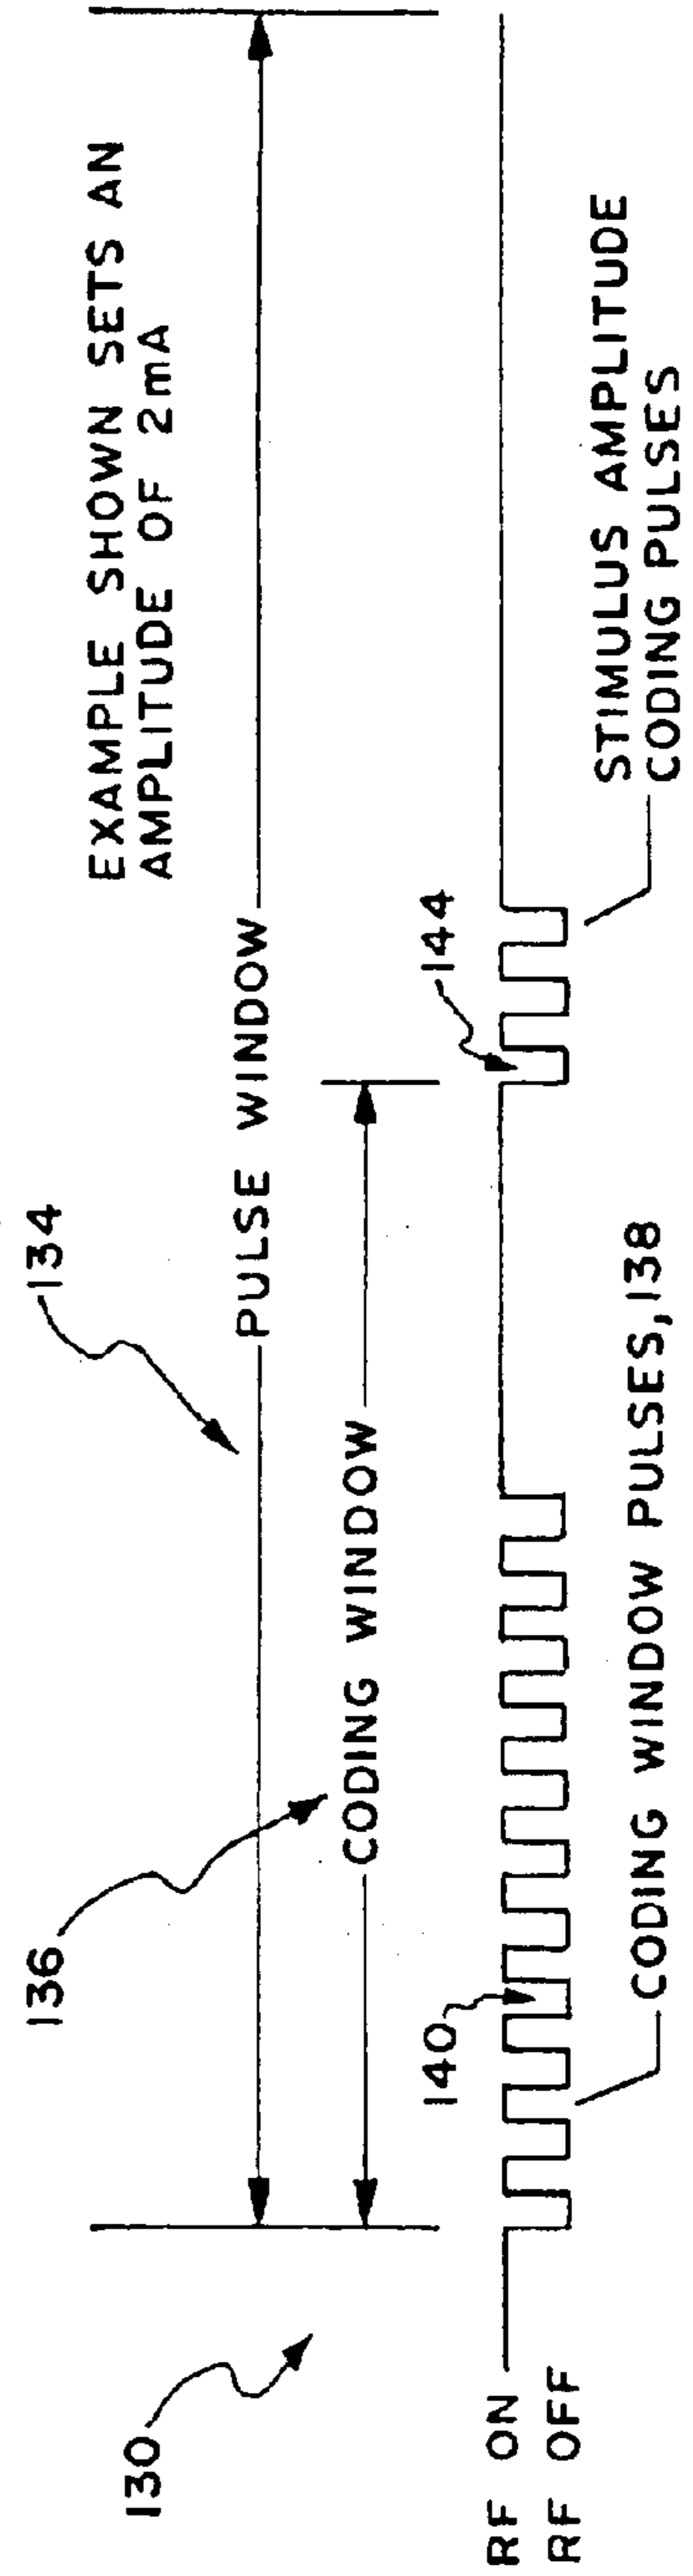 130
136
134
EXAMPLE SHOWN SETS AN
AMPLITUDE OF 2mA
PULSE WINDOW
CODING WINDOW
140
144
RF ON
RF OFF
CODING WINDOW PULSES,138
STIMULUS AMPLITUDE
CODING PULSES